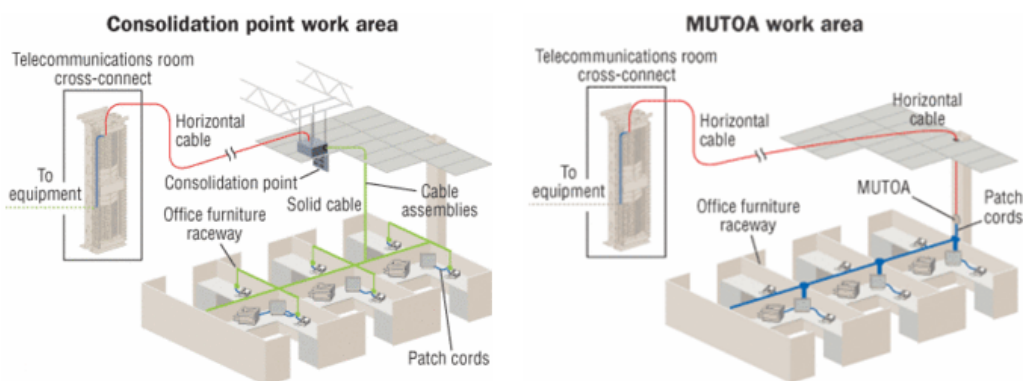 Consolidation point work area
Telecommunications room
cross-connect
Horizontal
cable
To
equipment
Consolidation point
Solid cable
Cable
assemblies
Office furniture
raceway
Patch cords
MUTOA work area
Telecommunications room
cross-connect
Horizontal
cable
Horizontal
cable
To
equipment
MUTOA
Patch
cords
Office furniture
raceway